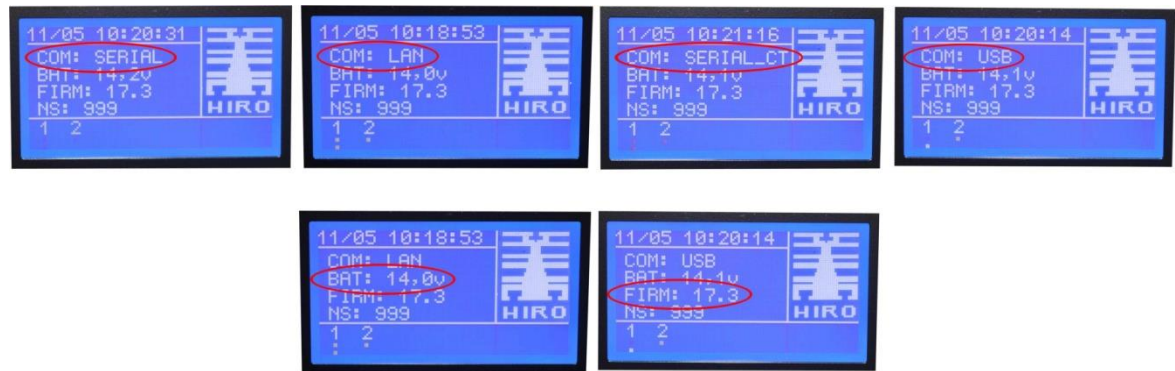 11/05 10:20:31
COM: SERIAL
BAT: 14,2v
FIRM: 17.3
NS: 999
HIRO
1 2
11/05 10:18:53
COM: LAN
BAT: 14,0v
FIRM: 17.3
NS: 999
HIRO
1 2
11/05 10:21:16
COM: SERIAL_CT
BAT: 14,1v
FIRM: 17.3
NS: 999
HIRO
1 2
11/05 10:20:14
COM: USB
BAT: 14,1v
FIRM: 17.3
NS: 999
HIRO
1 2
11/05 10:18:53
COM: LAN
BAT: 14,0v
FIRM: 17.3
NS: 999
HIRO
1 2
11/05 10:20:14
COM: USB
BAT: 14,1v
FIRM: 17.3
NS: 999
HIRO
1 2